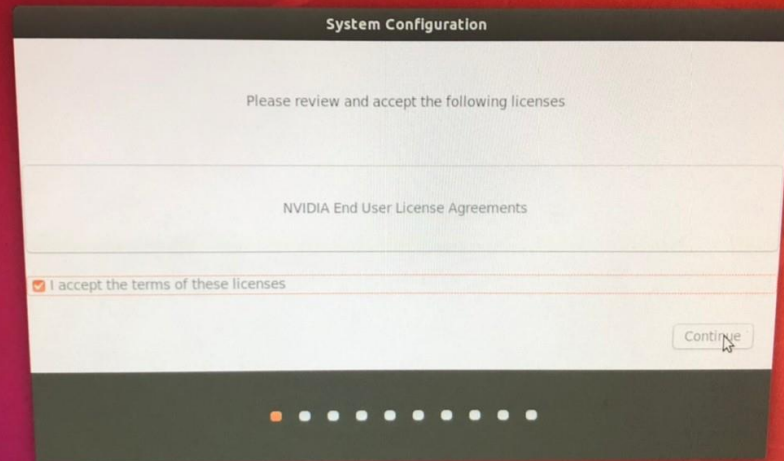 System Configuration
Please review and accept the following licenses
NVIDIA End User License Agreements
I accept the terms of these licenses
Continue